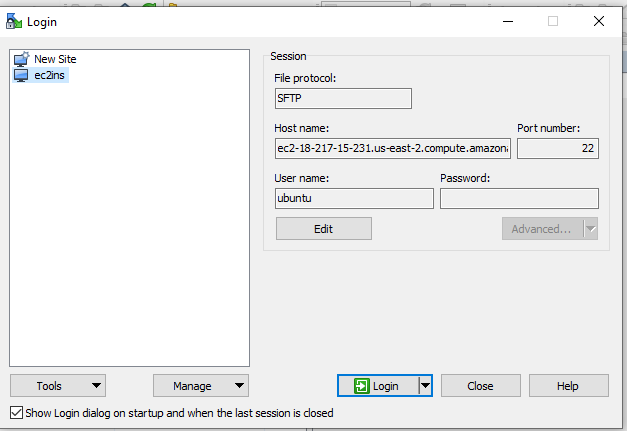 Login
New Site
ec2ins
Session
File protocol:
SFTP
Host name:
Port number:
ec2-18-217-15-231.us-east-2.compute.amazona
22
User name:
Password:
ubuntu
Edit
Advanced...
Tools
Manage
Login
Close
Help
Show Login dialog on startup and when the last session is closed